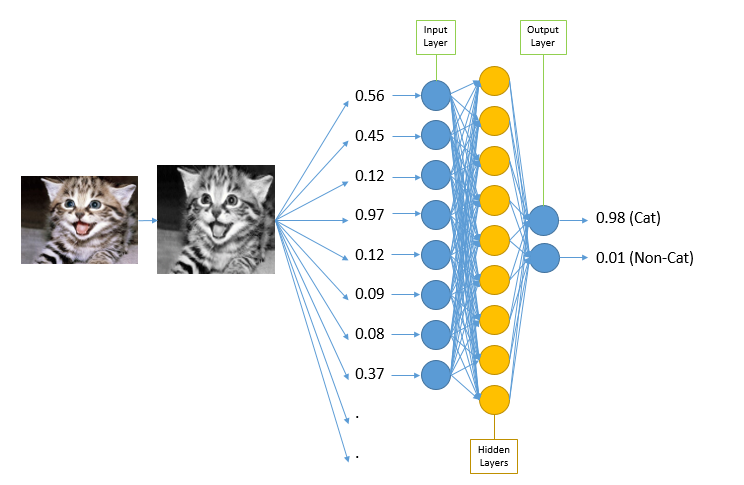 Input
Layer
Output
Layer
0.56
0.45
0.12
0.97
0.12
0.09
0.08
0.37
.
.
0.98 (Cat)
0.01 (Non-Cat)
Hidden
Layers